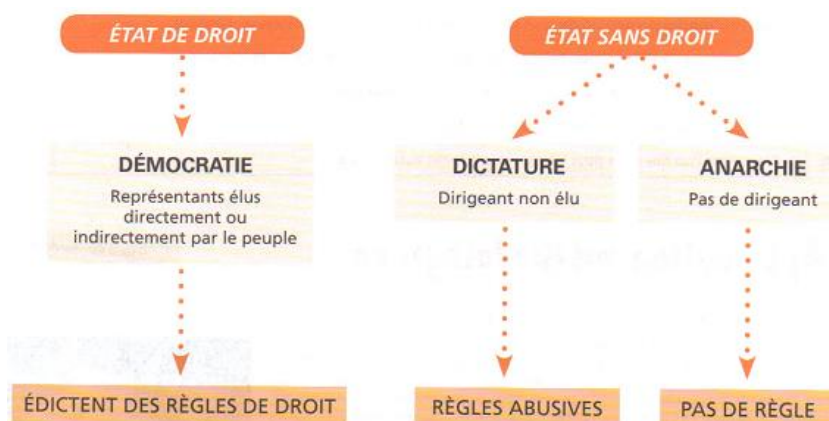 ÉTAT DE DROIT
DÉMOCRATIE
Représentants élus
directement ou
indirectement par le peuple
ÉDICTENT DES RÈGLES DE DROIT
ÉTAT SANS DROIT
DICTATURE
Dirigeant non élu
RÈGLES ABUSIVES
ANARCHIE
Pas de dirigeant
PAS DE RÈGLE